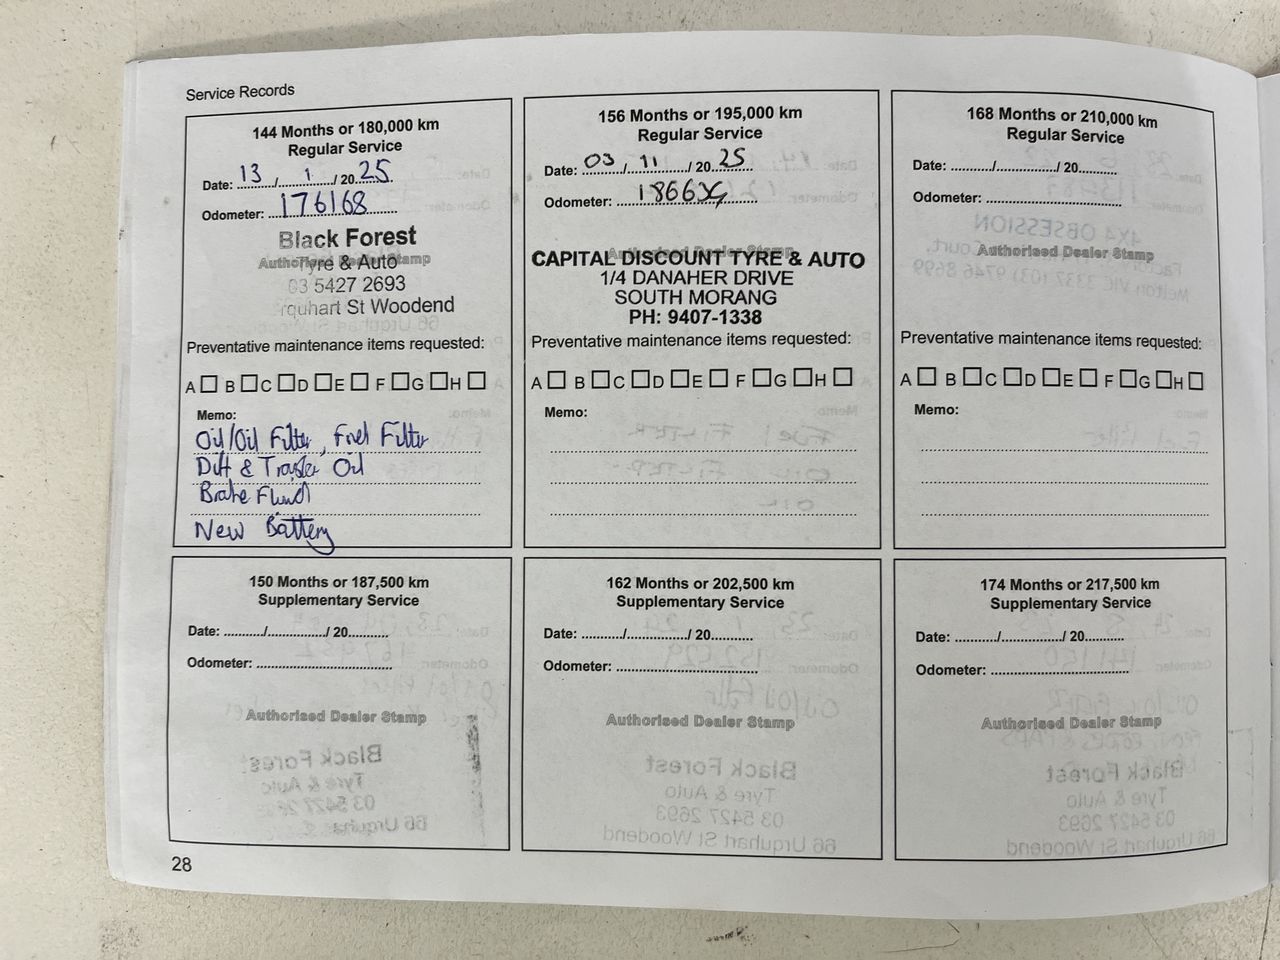 Service Records
144 Months or 180,000 km
Regular Service
Date: 13 / 1 / 20 25
Odometer: 176168
Black Forest
Authorised Dealer Stamp
Tyre & Auto
03 5427 2693
rquhart St Woodend
Preventative maintenance items requested:
A B C D E F G H
Memo:
Oil/Oil Filter, Fuel Filter
Diff & Transfer Oil
Brake Fluid
New Battery
156 Months or 195,000 km
Regular Service
Date: 03 / 11 / 20 25
Odometer:
Authorised Dealer Stamp
CAPITAL DISCOUNT TYRE & AUTO
1/4 DANAHER DRIVE
SOUTH MORANG
PH: 9407-1338
Preventative maintenance items requested:
A B C D E F G H
Memo:
168 Months or 210,000 km
Regular Service
Date: ......./............../ 20..........
Odometer: ....................................
Authorised Dealer Stamp
Preventative maintenance items requested:
A B C D E F G H
Memo:
150 Months or 187,500 km
Supplementary Service
Date: ........../............../ 20..........
Odometer: ....................................
Authorised Dealer Stamp
162 Months or 202,500 km
Supplementary Service
Date: ........../............../ 20..........
Odometer: ....................................
Authorised Dealer Stamp
174 Months or 217,500 km
Supplementary Service
Date: ........../............../ 20..........
Odometer: ....................................
Authorised Dealer Stamp
28